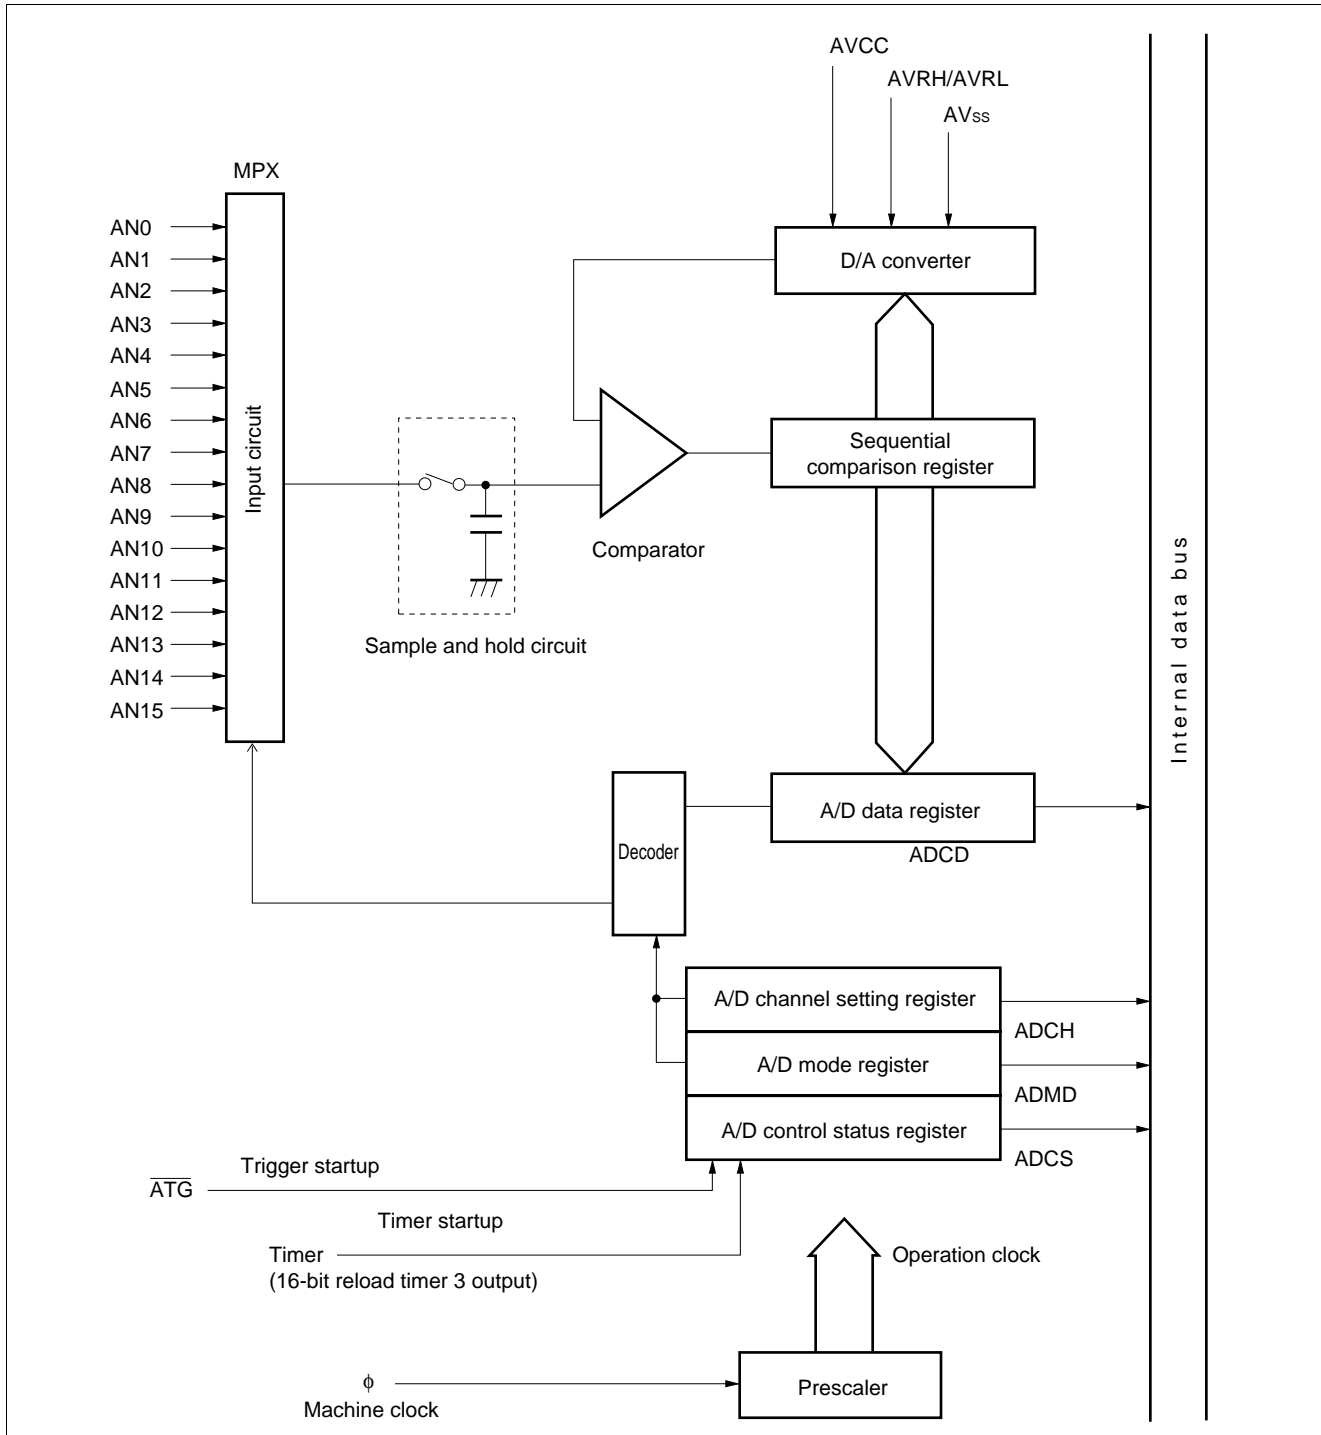 AVCC
AVRH/AVRL
AVss
MPX
AN0
AN1
AN2
AN3
AN4
AN5
AN6
AN7
AN8
AN9
AN10
AN11
AN12
AN13
AN14
AN15
Input circuit
D/A converter
Sequential
comparison register
Comparator
Sample and hold circuit
Internal data bus
Decoder
A/D data register
ADCD
A/D channel setting register
ADCH
A/D mode register
ADMD
A/D control status register
ADCS
Trigger startup
ATG
Timer startup
Timer
(16-bit reload timer 3 output)
Operation clock
Prescaler
ϕ
Machine clock